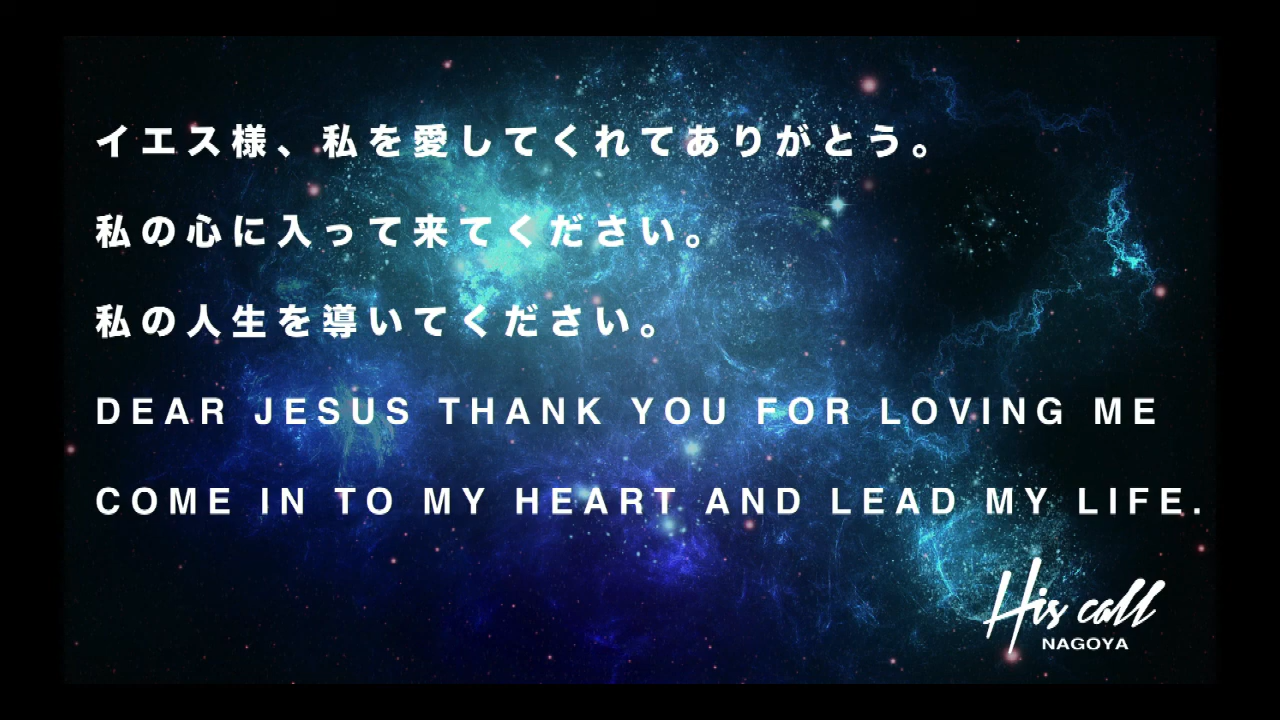 イエス様、私を愛してくれてありがとう。
私の心に入って来てください。
私の人生を導いてください。
DEAR JESUS THANK YOU FOR LOVING ME
COME IN TO MY HEART AND LEAD MY LIFE.
His call
NAGOYA